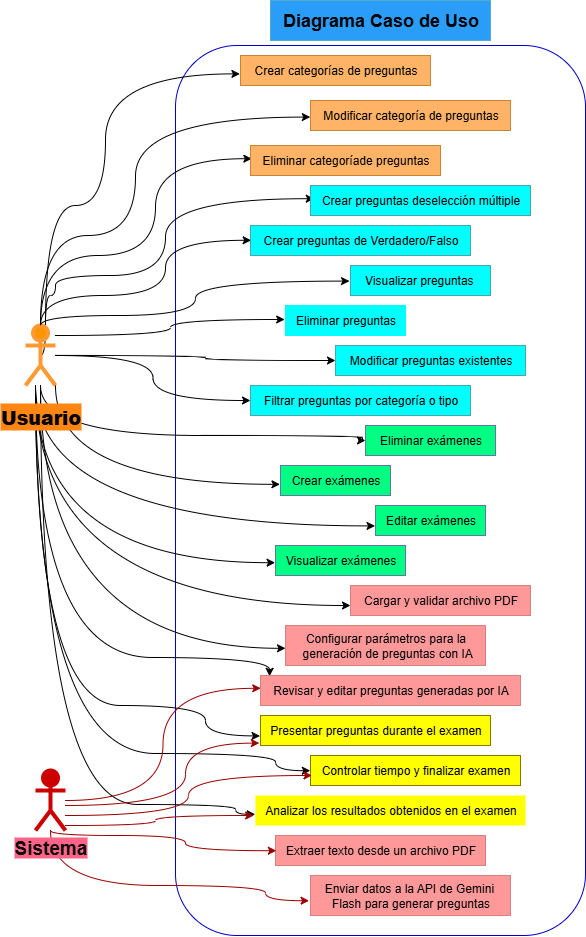 Diagrama Caso de Uso
Crear categorías de preguntas
Modificar categoría de preguntas
Eliminar categoríade preguntas
Crear preguntas deselección múltiple
Crear preguntas de Verdadero/Falso
Visualizar preguntas
Eliminar preguntas
Modificar preguntas existentes
Filtrar preguntas por categoría o tipo
Usuario
Eliminar exámenes
Crear exámenes
Editar exámenes
Visualizar exámenes
Cargar y validar archivo PDF
Configurar parámetros para la
generación de preguntas con IA
Revisar y editar preguntas generadas por IA
Presentar preguntas durante el examen
Controlar tiempo y finalizar examen
Analizar los resultados obtenidos en el examen
Sistema
Extraer texto desde un archivo PDF
Enviar datos a la API de Gemini
Flash para generar preguntas